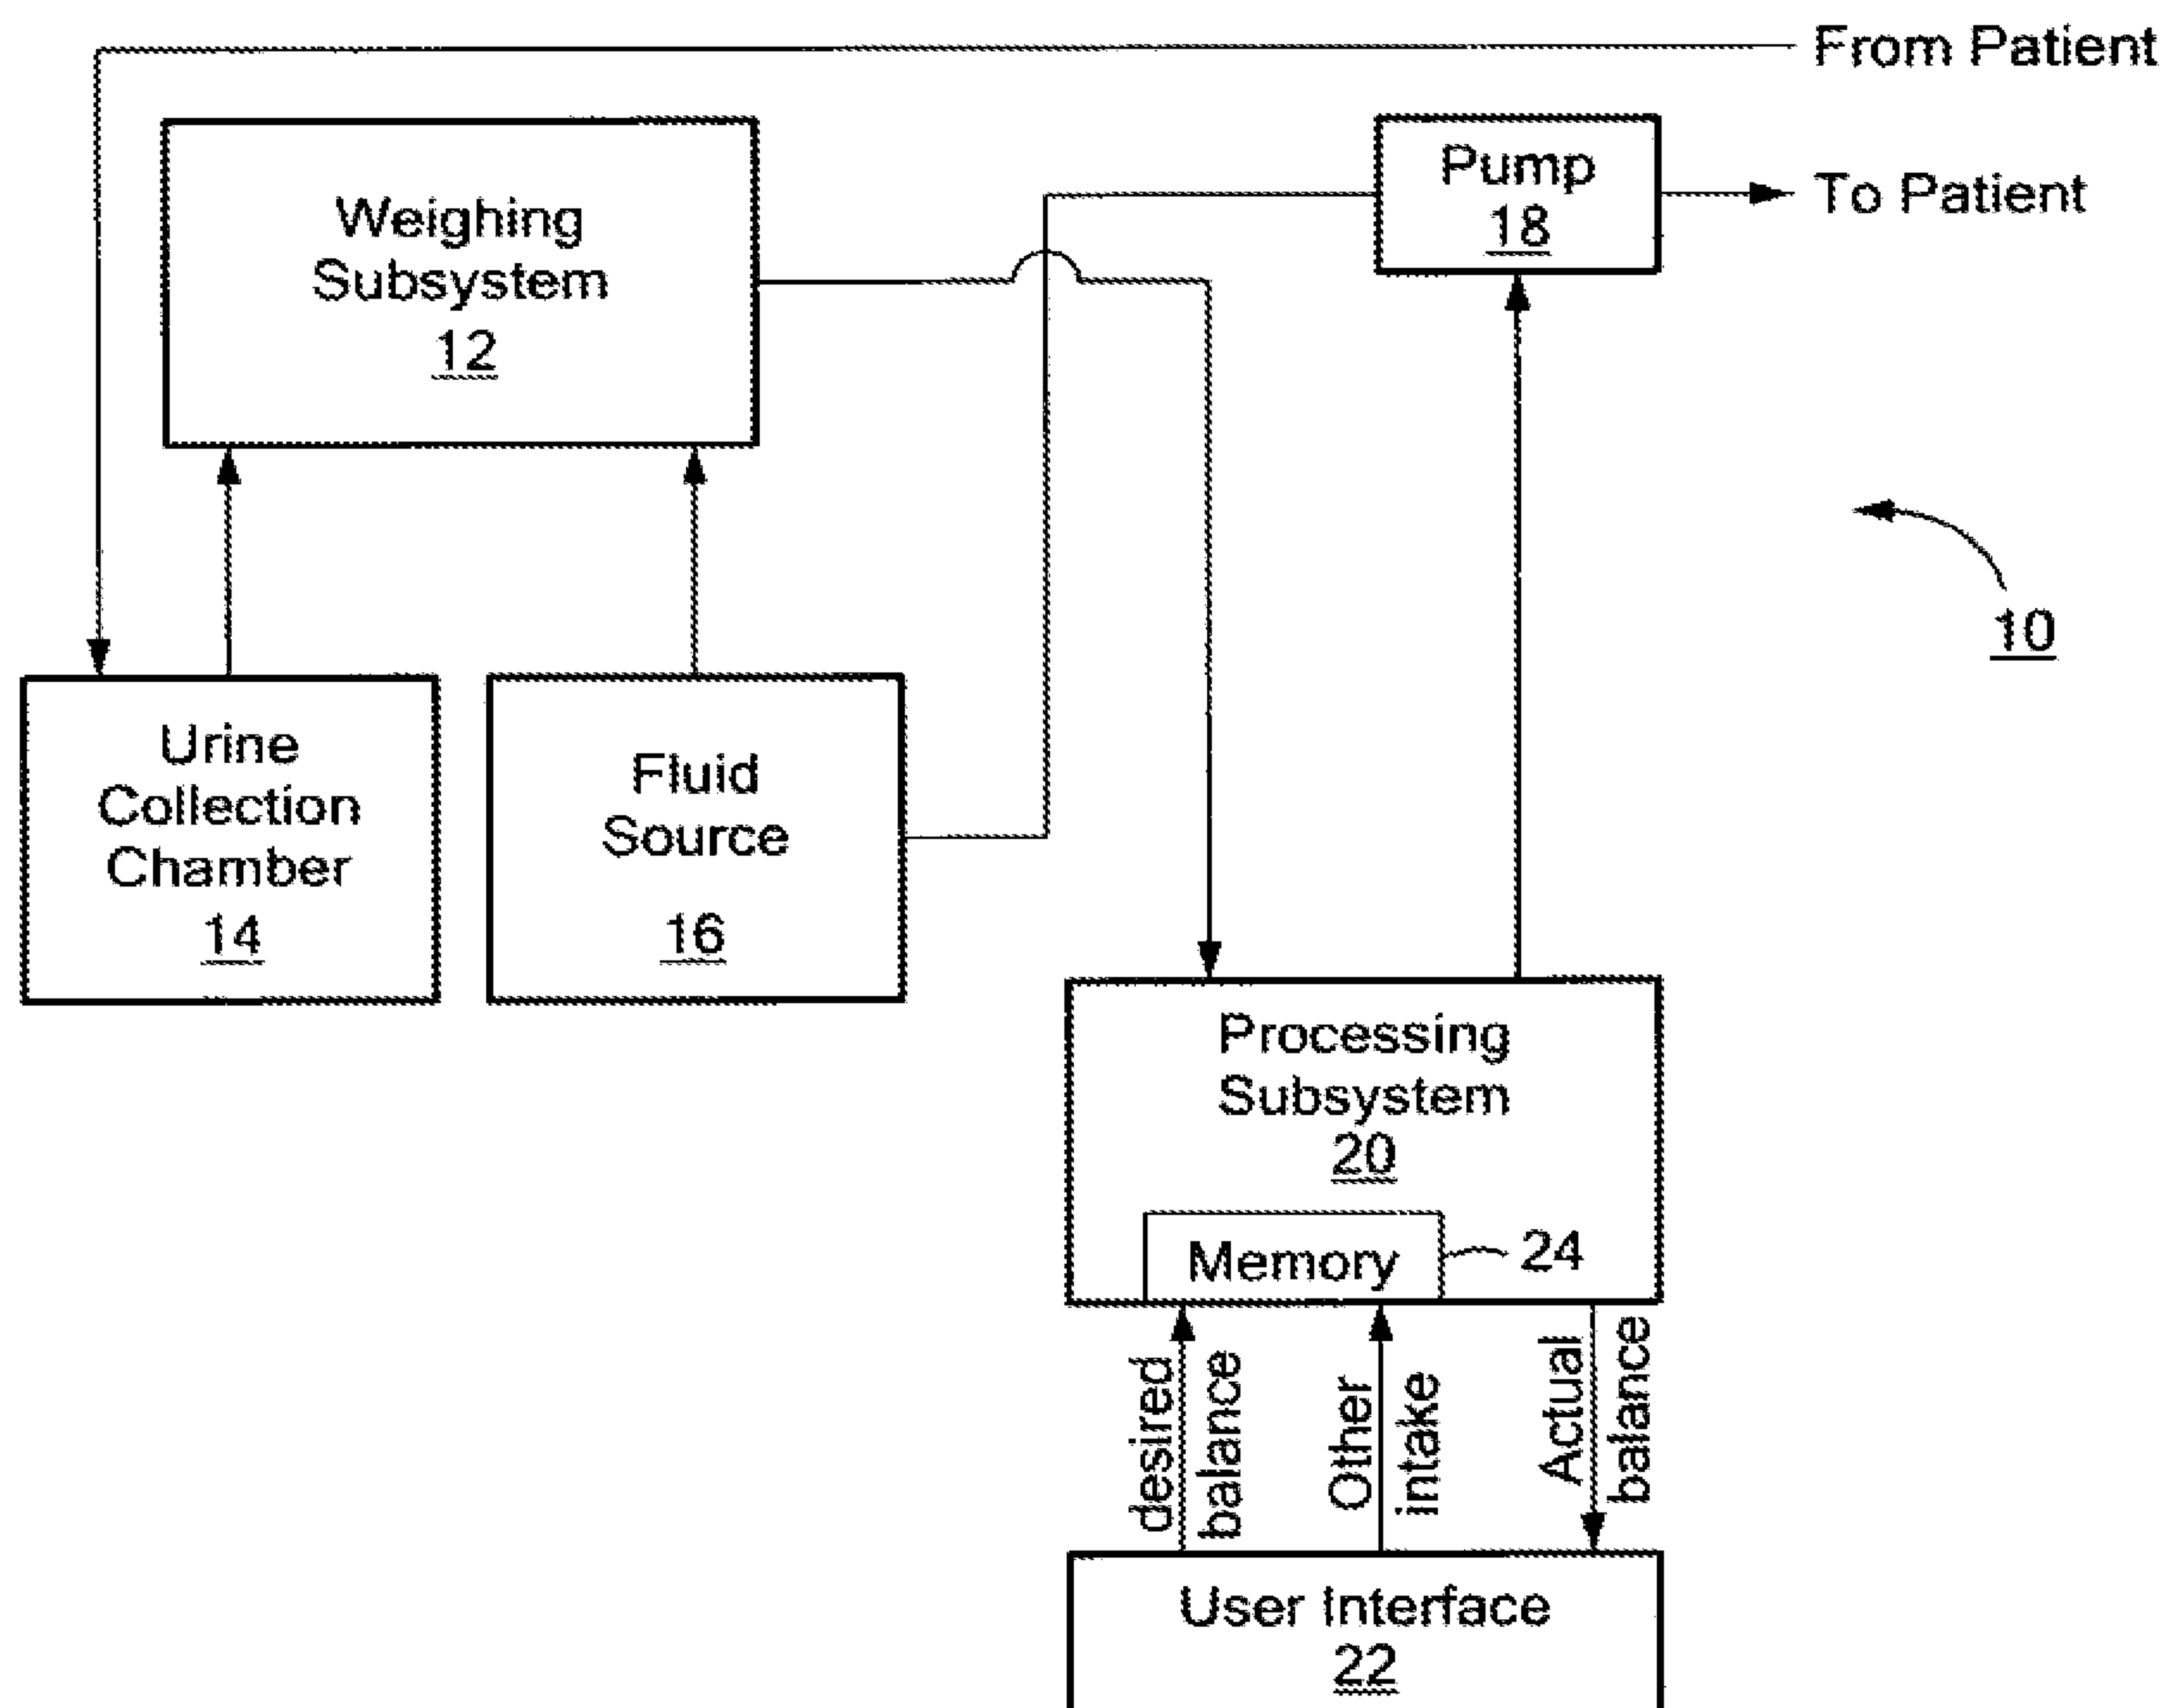 From Patient
Weighing
Subsystem
12
Pump
18
To Patient
10
Urine
Collection
Chamber
14
Fluid
Source
16
Processing
Subsystem
20
Memory
24
desired
balance
Other
intake
Actual
balance
User Interface
22